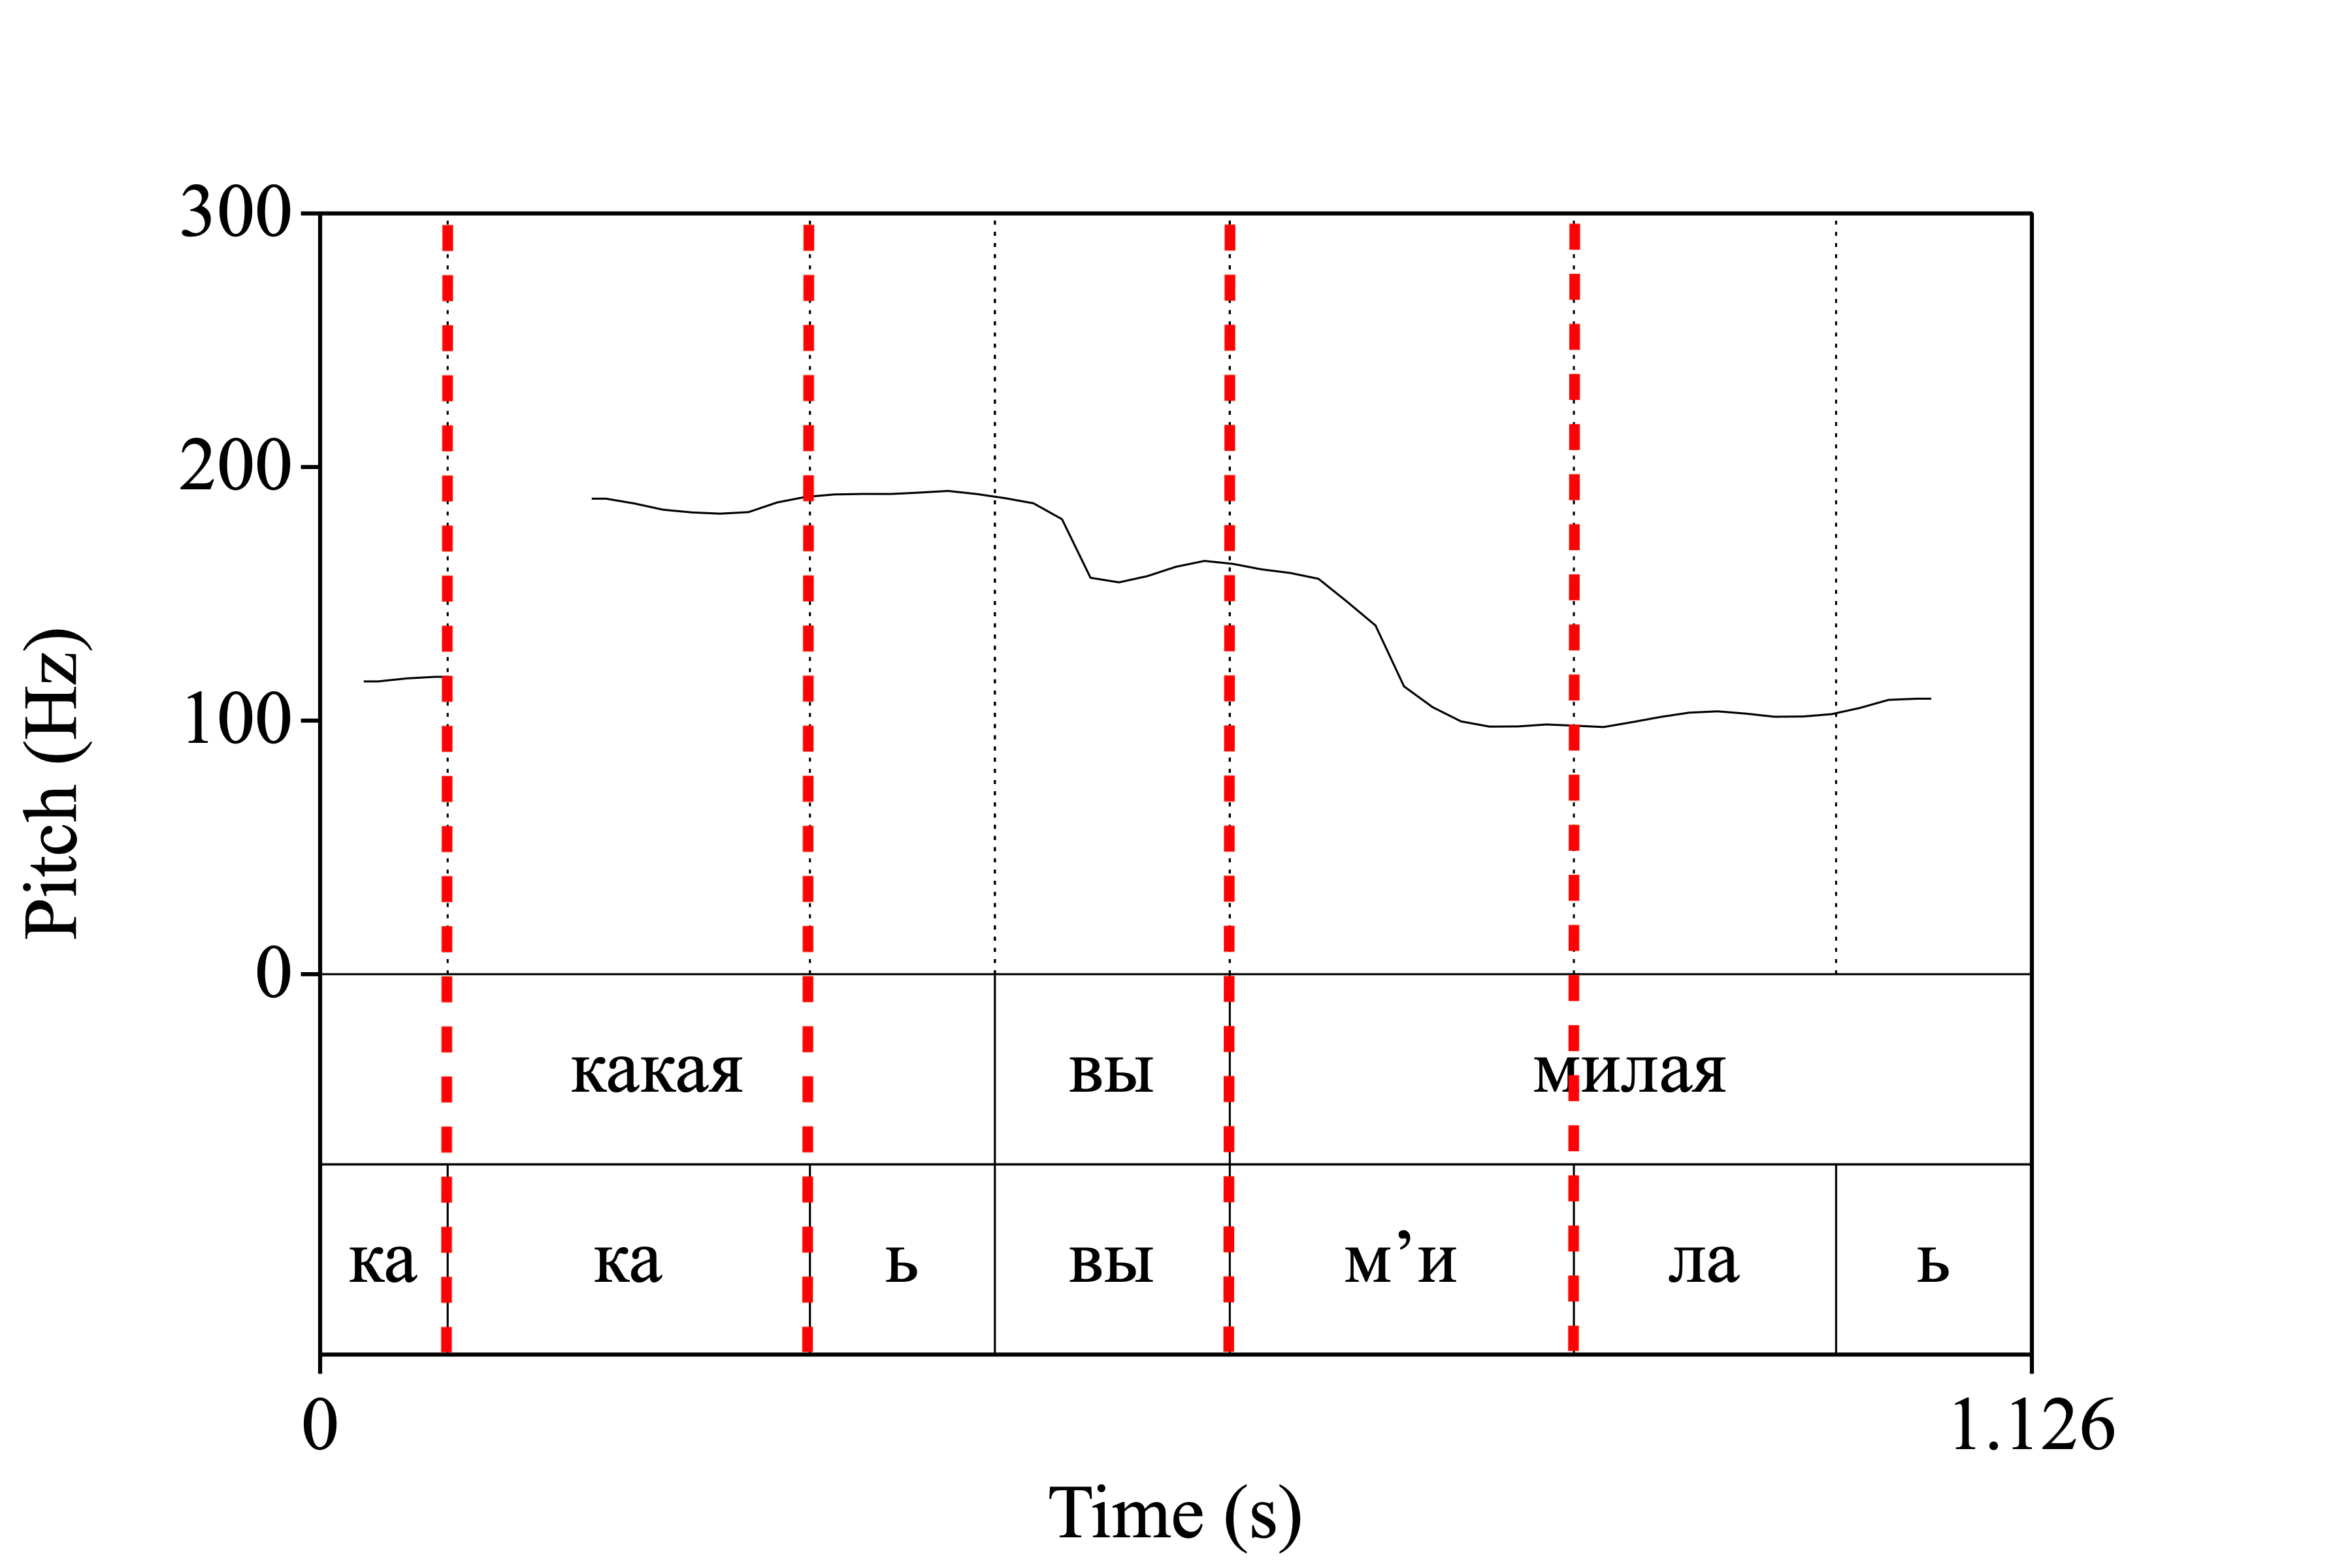 300
200
100
0
Pitch (Hz)
какая вы милая
ка ка ь вы м’и ла ь
0 1.126
Time (s)